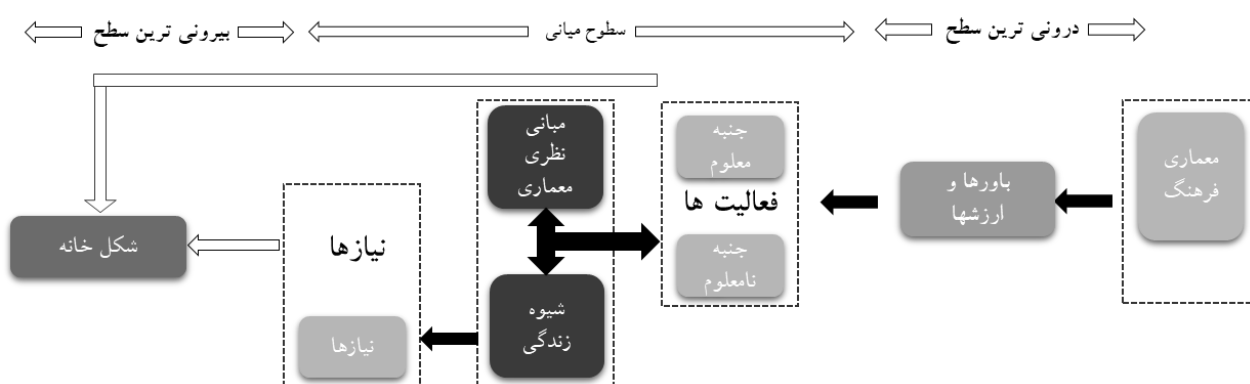 درونی ترین سطح
سطوح میانی
بیرونی ترین سطح
معماری
فرهنگ
باورها و
ارزشها
جنبه
معلوم
فعالیت ها
جنبه
نامعلوم
مبانی
نظری
معماری
شیوه
زندگی
نیازها
نیازها
شکل خانه